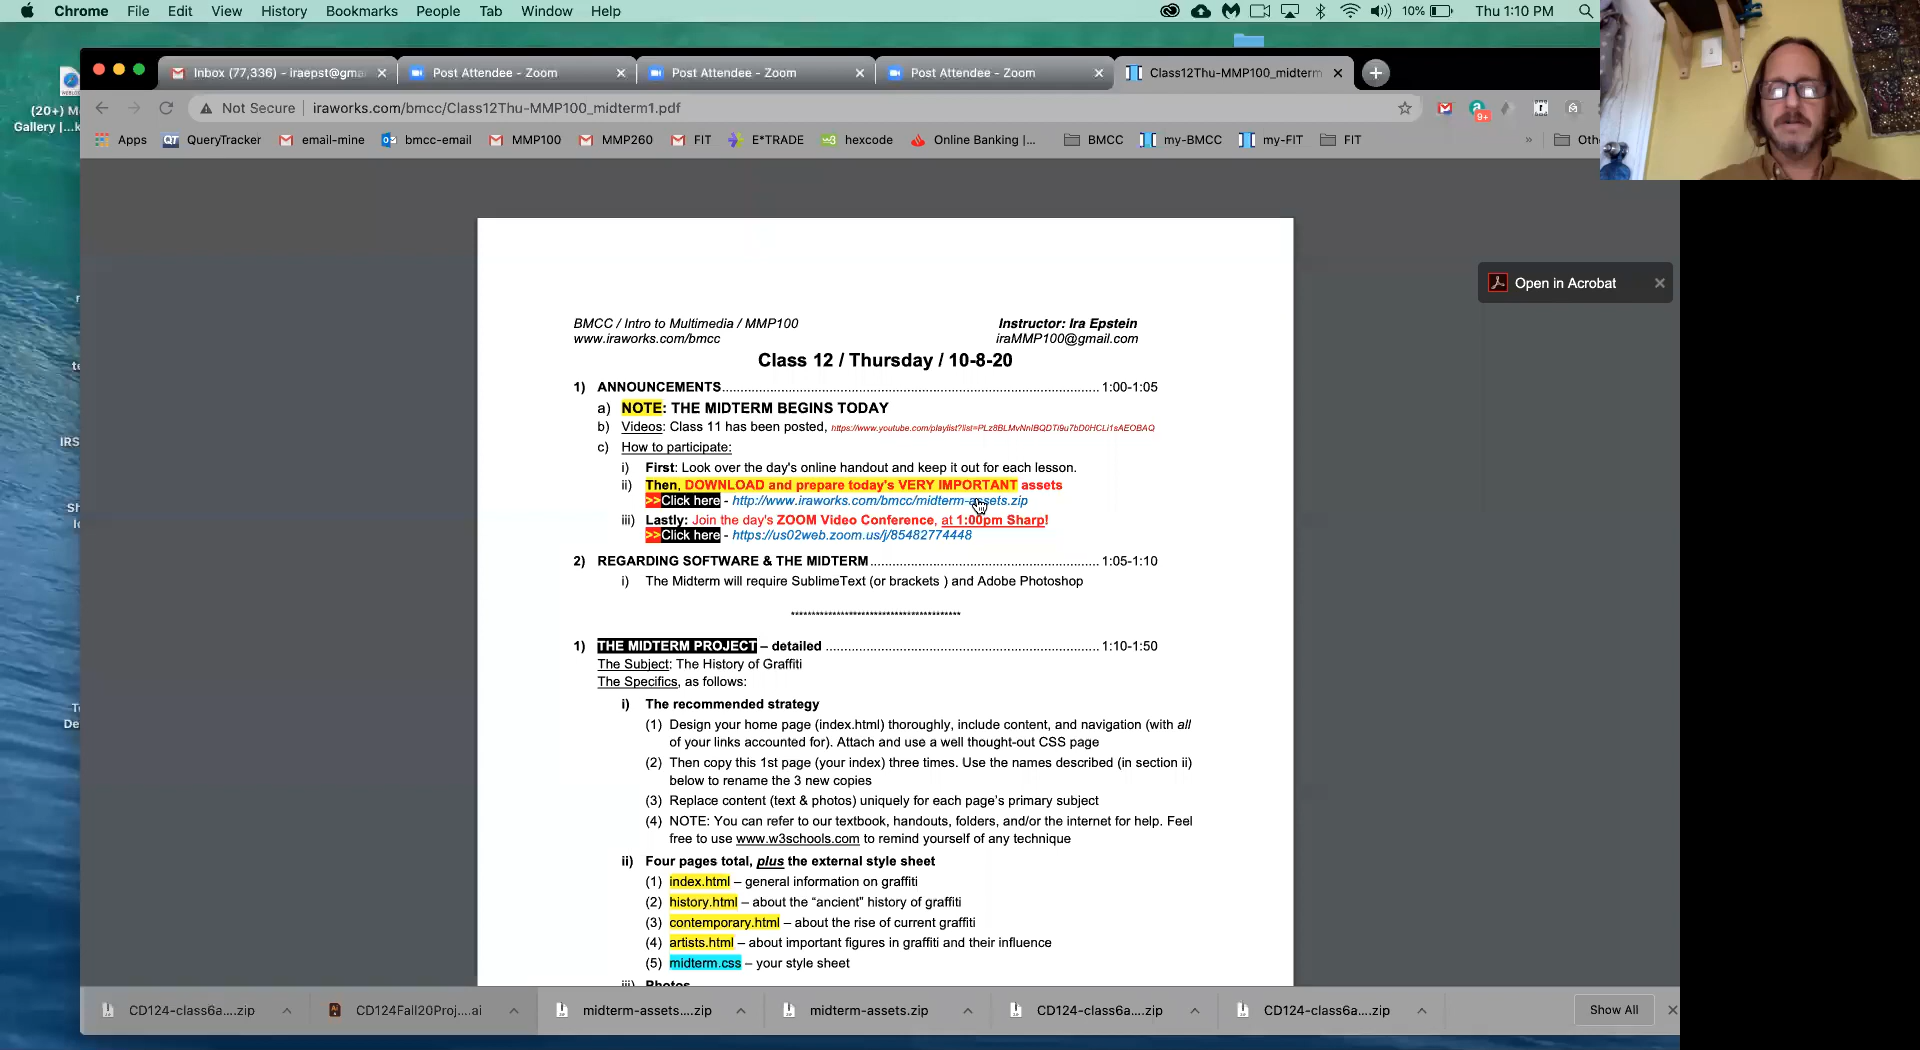 Chrome File Edit View History Bookmarks People Tab Window Help
10% Thu 1:10 PM
Inbox (77,336) - iraepst@gma
Post Attendee - Zoom
Post Attendee - Zoom
Post Attendee - Zoom
Class12Thu-MMP100_midterm
Not Secure iraworks.com/bmcc/Class12Thu-MMP100_midterm1.pdf
9+
Apps QueryTracker email-mine bmcc-email MMP100 MMP260 FIT E*TRADE hexcode Online Banking |... BMCC my-BMCC my-FIT FIT » Oth
(20+) M
Gallery |...k
IRS
Open in Acrobat
BMCC / Intro to Multimedia / MMP100 Instructor: Ira Epstein
www.iraworks.com/bmcc iraMMP100@gmail.com
Class 12 / Thursday / 10-8-20
1) ANNOUNCEMENTS 1:00-1:05
a) NOTE: THE MIDTERM BEGINS TODAY
b) Videos: Class 11 has been posted,
c) How to participate:
i) First: Look over the day's online handout and keep it out for each lesson.
ii) Then, DOWNLOAD and prepare today's VERY IMPORTANT assets
>>Click here - http://www.iraworks.com/bmcc/midterm-assets.zip
iii) Lastly: Join the day's ZOOM Video Conference, at 1:00pm Sharp!
>>Click here - https://us02web.zoom.us/j/85482774448
2) REGARDING SOFTWARE & THE MIDTERM 1:05-1:10
i) The Midterm will require SublimeText (or brackets ) and Adobe Photoshop
1) THE MIDTERM PROJECT – detailed 1:10-1:50
The Subject: The History of Graffiti
The Specifics, as follows:
i) The recommended strategy
(1) Design your home page (index.html) thoroughly, include content, and navigation (with all
of your links accounted for). Attach and use a well thought-out CSS page
(2) Then copy this 1st page (your index) three times. Use the names described (in section ii)
below to rename the 3 new copies
(3) Replace content (text & photos) uniquely for each page's primary subject
(4) NOTE: You can refer to our textbook, handouts, folders, and/or the internet for help. Feel
free to use www.w3schools.com to remind yourself of any technique
ii) Four pages total, plus the external style sheet
(1) index.html – general information on graffiti
(2) history.html – about the “ancient” history of graffiti
(3) contemporary.html – about the rise of current graffiti
(4) artists.html – about important figures in graffiti and their influence
(5) midterm.css – your style sheet
iii) Photos
CD124-class6a....zip CD124Fall20Proj....ai midterm-assets....zip midterm-assets.zip CD124-class6a....zip CD124-class6a....zip Show All